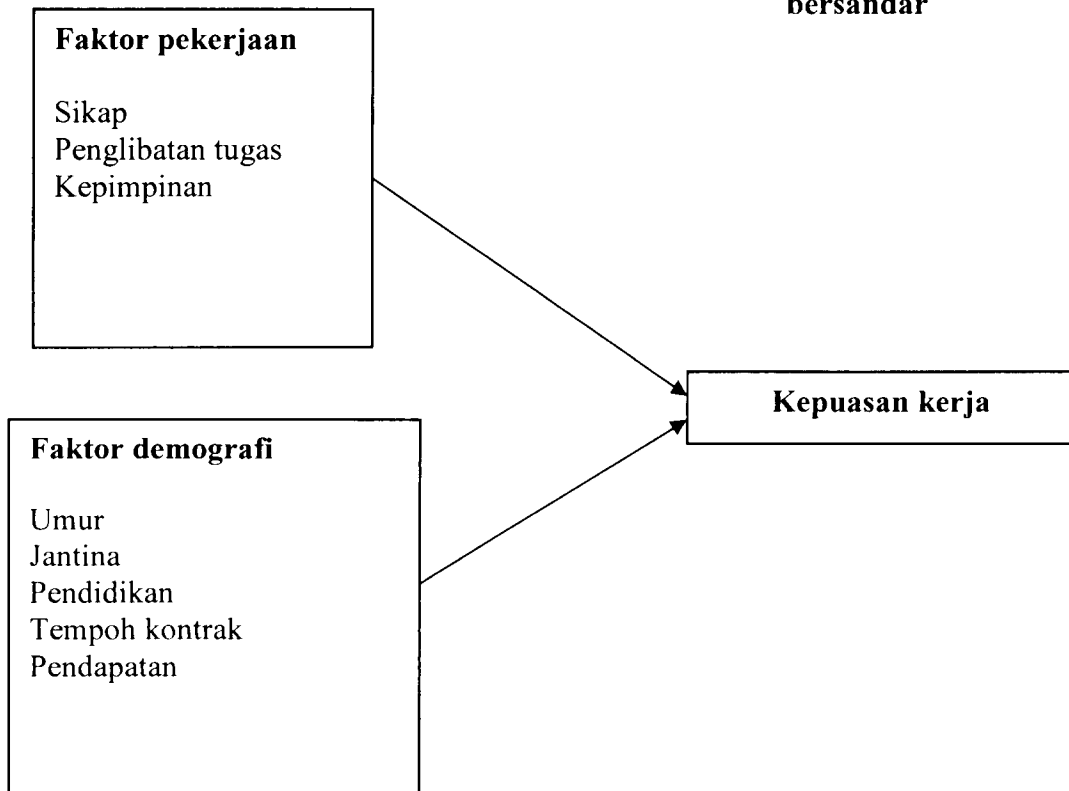 bersandar
Faktor pekerjaan
Sikap
Penglibatan tugas
Kepimpinan
Kepuasan kerja
Faktor demografi
Umur
Jantina
Pendidikan
Tempoh kontrak
Pendapatan